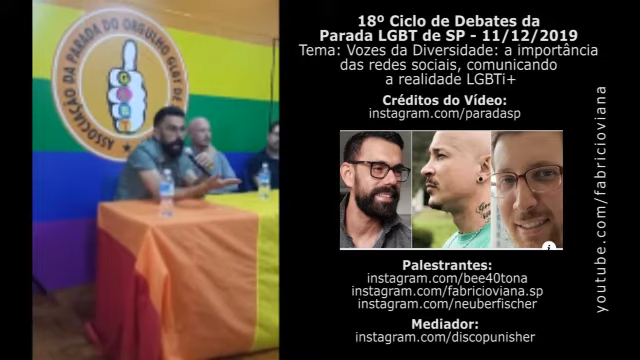 ASSOCIAÇÃO DA PARADA DO ORGULHO GLBT DE
18º Ciclo de Debates da
Parada LGBT de SP - 11/12/2019
Tema: Vozes da Diversidade: a importância
das redes sociais, comunicando
a realidade LGBTi+
Créditos do Vídeo:
instagram.com/paradasp
Palestrantes:
instagram.com/bee40tona
instagram.com/fabricioviana.sp
instagram.com/neuberfischer
Mediador:
instagram.com/discopunisher
youtube.com/fabricioviana